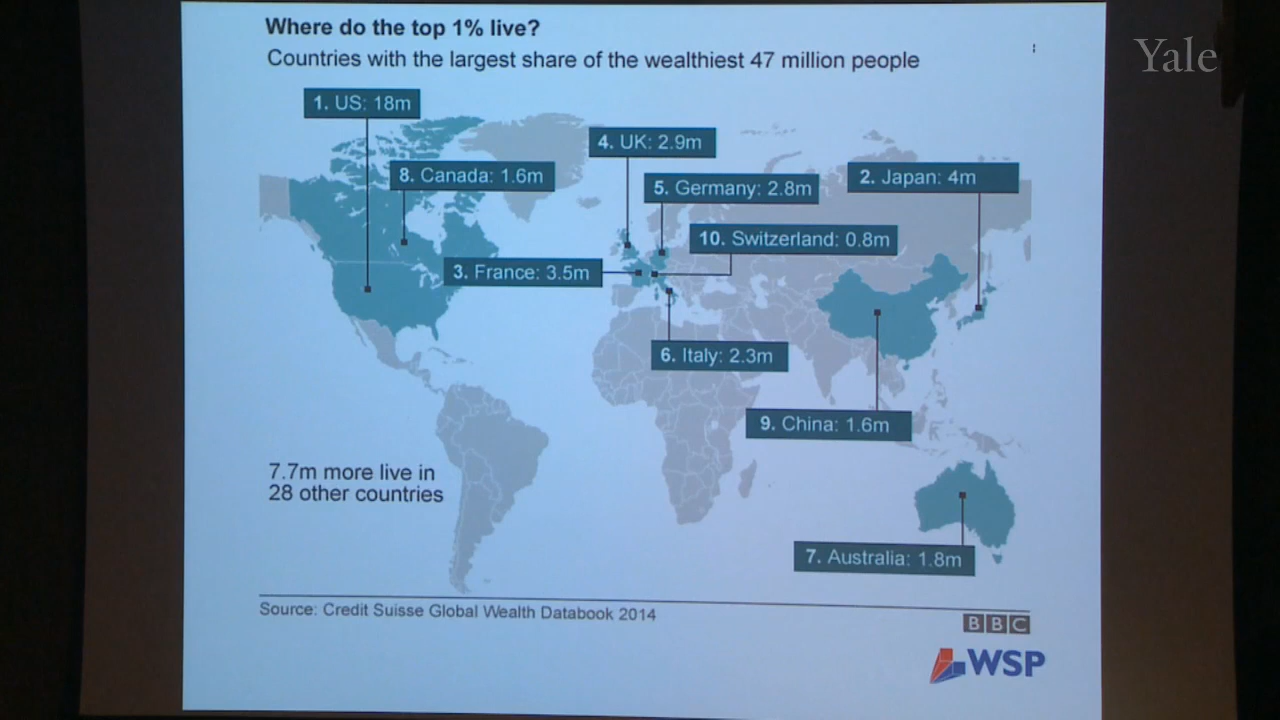 Where do the top 1% live?
Countries with the largest share of the wealthiest 47 million people
Yale
1. US: 18m
4. UK: 2.9m
8. Canada: 1.6m
5. Germany: 2.8m
2. Japan: 4m
10. Switzerland: 0.8m
3. France: 3.5m
6. Italy: 2.3m
9. China: 1.6m
7.7m more live in
28 other countries
7. Australia: 1.8m
Source: Credit Suisse Global Wealth Databook 2014
BBC
WSP